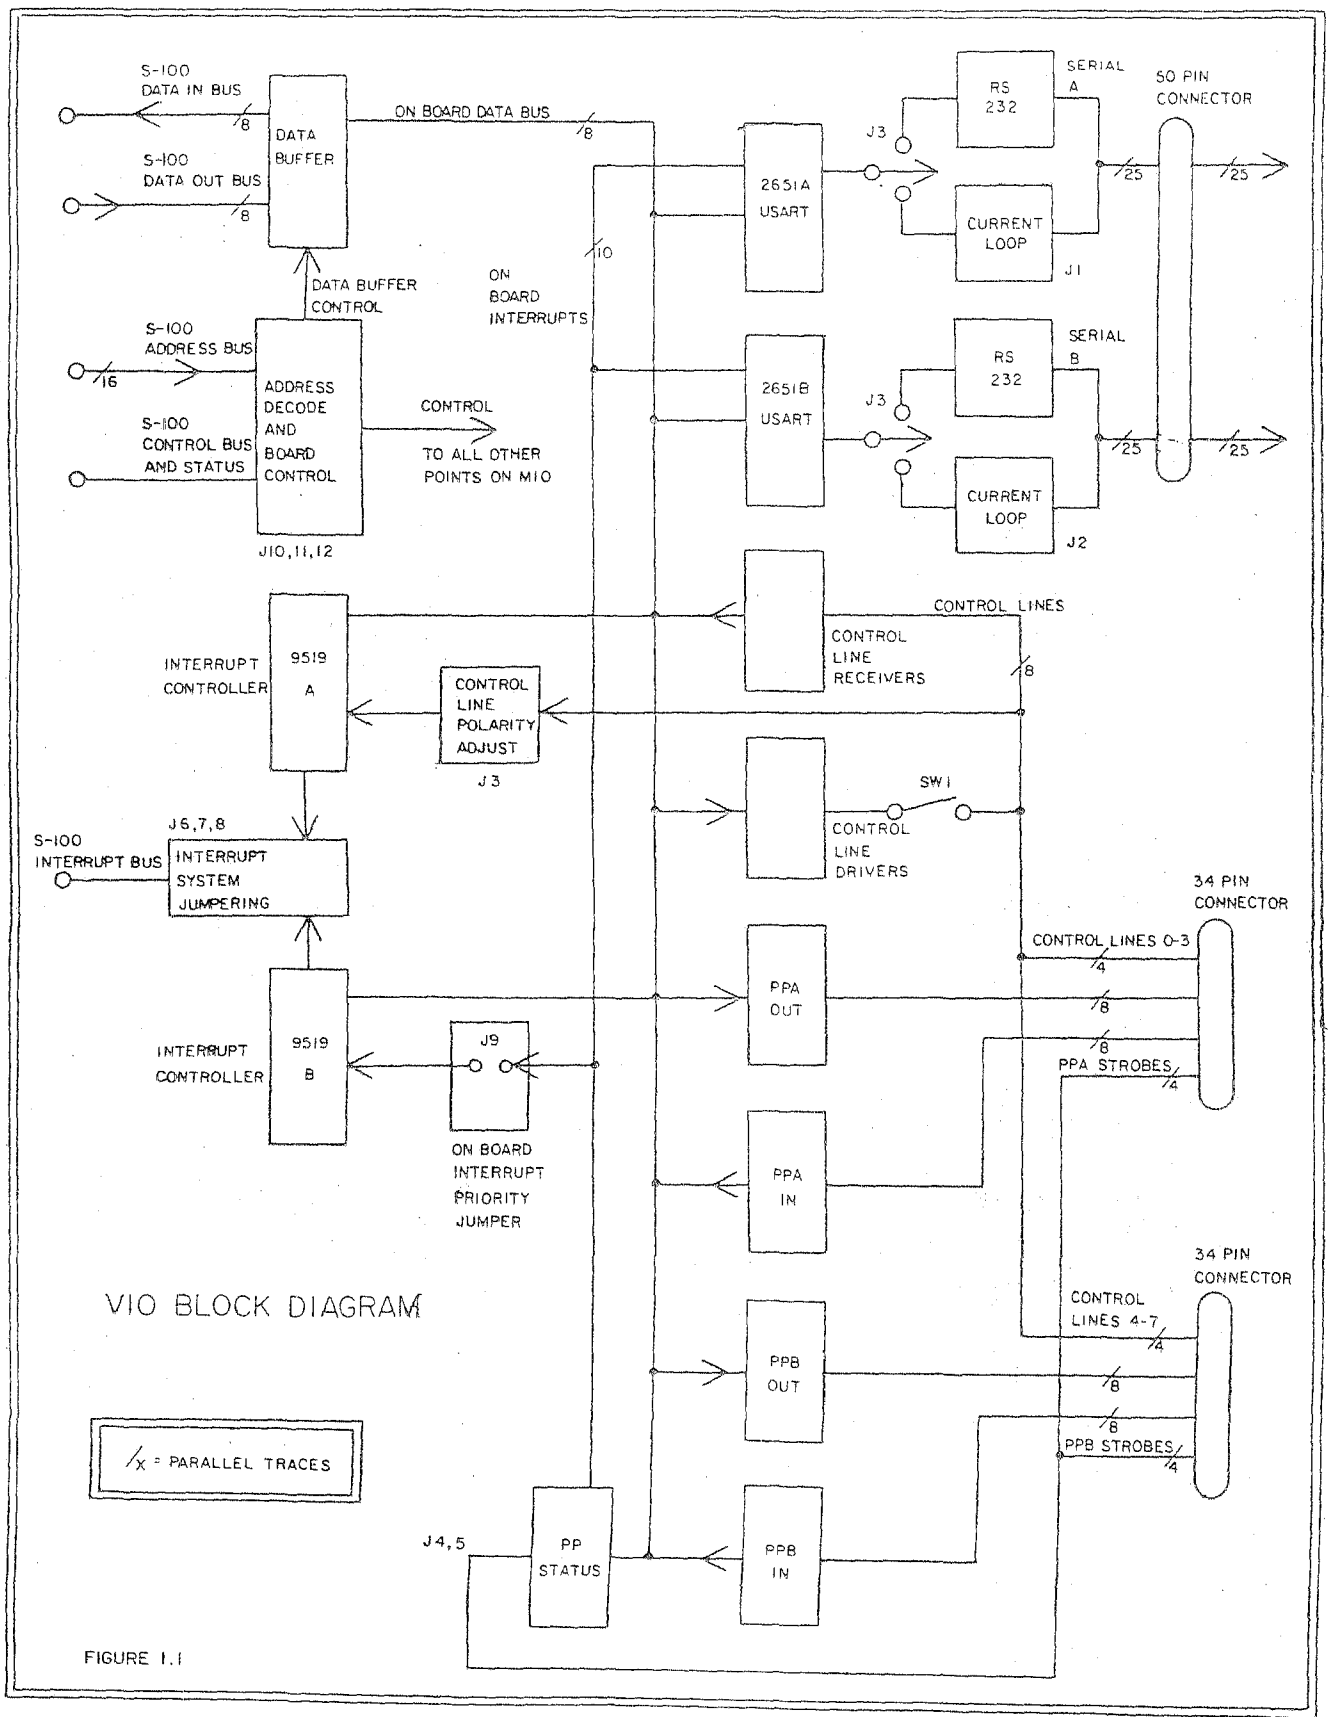 S-100
DATA IN BUS
8
S-100
DATA OUT BUS
8
DATA
BUFFER
ON BOARD DATA BUS
8
DATA BUFFER
CONTROL
S-100
ADDRESS BUS
16
S-100
CONTROL BUS
AND STATUS
ADDRESS
DECODE
AND
BOARD
CONTROL
J10,11,12
CONTROL
TO ALL OTHER
POINTS ON MIO
ON
BOARD
INTERRUPTS
10
2651A
USART
J3
RS
232
SERIAL
A
CURRENT
LOOP
J1
25
50 PIN
CONNECTOR
25
2651B
USART
J3
RS
232
SERIAL
B
CURRENT
LOOP
J2
25
25
INTERRUPT
CONTROLLER
9519
A
CONTROL
LINE
POLARITY
ADJUST
J3
CONTROL
LINE
RECEIVERS
CONTROL LINES
8
SW1
CONTROL
LINE
DRIVERS
J6,7,8
S-100
INTERRUPT BUS
INTERRUPT
SYSTEM
JUMPERING
INTERRUPT
CONTROLLER
9519
B
J9
ON BOARD
INTERRUPT
PRIORITY
JUMPER
PPA
OUT
34 PIN
CONNECTOR
CONTROL LINES 0-3
4
8
8
PPA STROBES
4
PPA
IN
34 PIN
CONNECTOR
CONTROL
LINES 4-7
4
PPB
OUT
8
8
PPB STROBES
4
VIO BLOCK DIAGRAM
/X = PARALLEL TRACES
J4,5
PP
STATUS
PPB
IN
FIGURE 1.1